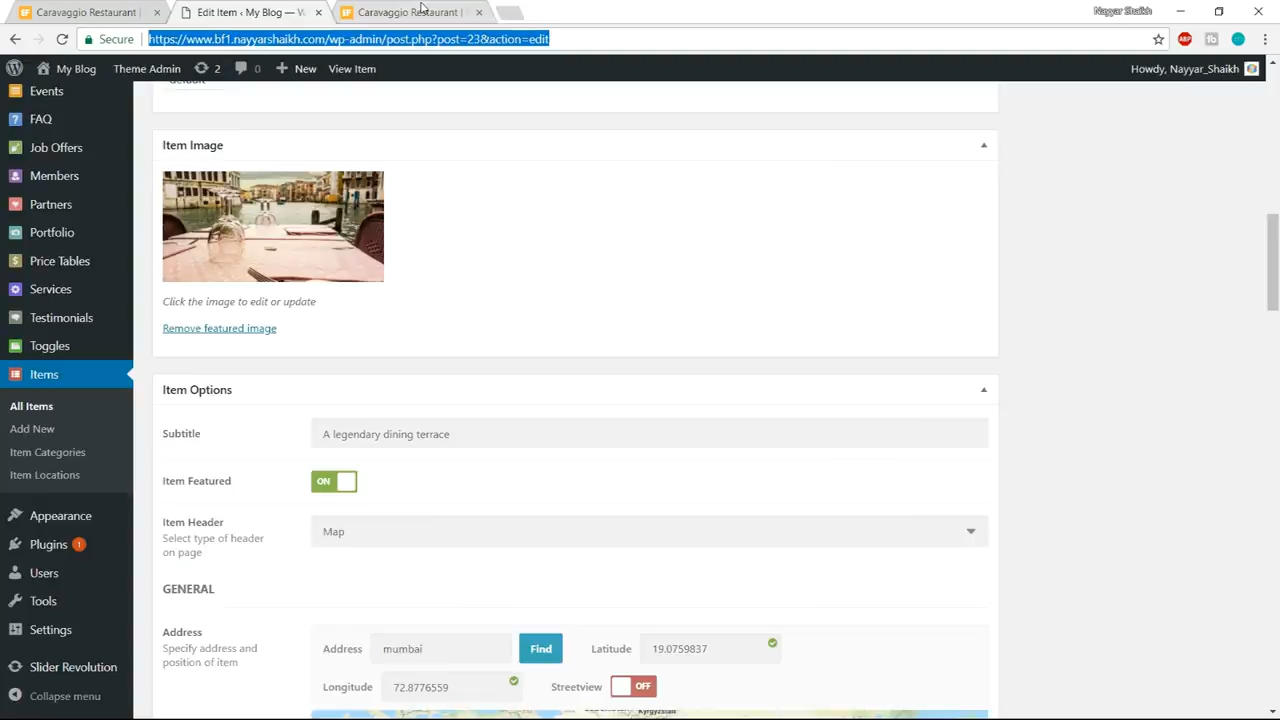 Caravaggio Restaurant |
Edit Item ‹ My Blog — W
Caravaggio Restaurant |
Nayyar Shaikh
Secure
https://www.bf1.nayyarshaikh.com/wp-admin/post.php?post=23&action=edit
My Blog
Theme Admin
2
0
New
View Item
Howdy, Nayyar_Shaikh
default
Events
FAQ
Job Offers
Members
Partners
Portfolio
Price Tables
Services
Testimonials
Toggles
Items
All Items
Add New
Item Categories
Item Locations
Appearance
Plugins 1
Users
Tools
Settings
Slider Revolution
Collapse menu
Item Image
Click the image to edit or update
Remove featured image
Item Options
Subtitle
A legendary dining terrace
Item Featured
ON
Item Header
Select type of header
on page
Map
GENERAL
Address
Specify address and
position of item
Address
mumbai
Find
Latitude
19.0759837
Longitude
72.8776559
Streetview
OFF